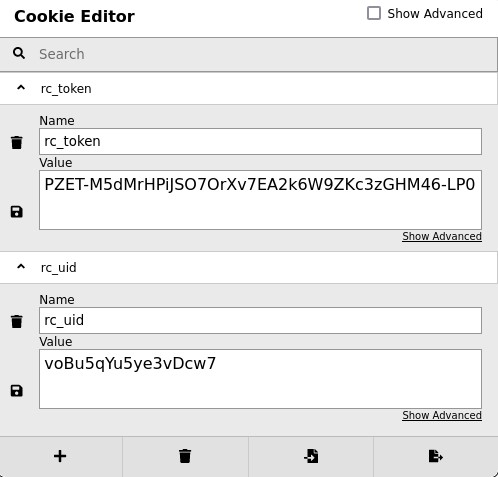 Cookie Editor
Show Advanced
Search
rc_token
Name
rc_token
Value
PZET-M5dMrHPiJSO7OrXv7EA2k6W9ZKc3zGHM46-LP0
Show Advanced
rc_uid
Name
rc_uid
Value
voBu5qYu5ye3vDcw7
Show Advanced